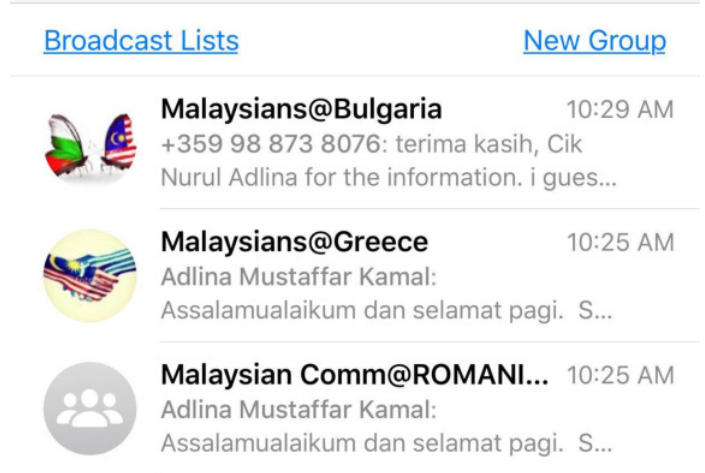 Broadcast Lists New Group
Malaysians@Bulgaria 10:29 AM
+359 98 873 8076: terima kasih, Cik
Nurul Adlina for the information. i gues...
Malaysians@Greece 10:25 AM
Adlina Mustaffar Kamal:
Assalamualaikum dan selamat pagi. S...
Malaysian Comm@ROMANI... 10:25 AM
Adlina Mustaffar Kamal:
Assalamualaikum dan selamat pagi. S...